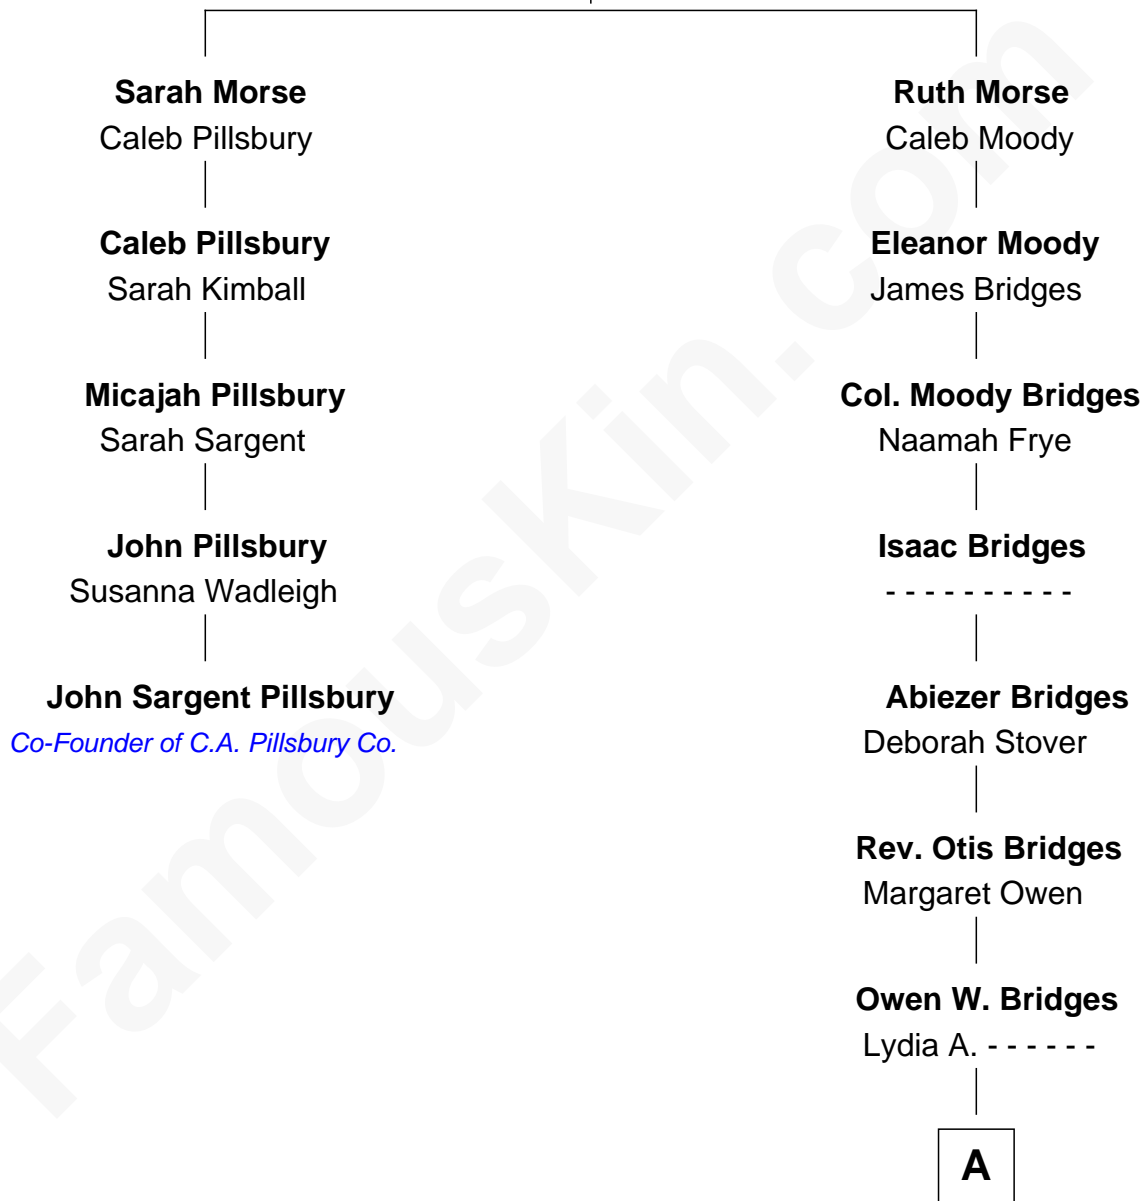 Sarah Morse
Caleb Pillsbury
Caleb Pillsbury
Sarah Kimball
Micajah Pillsbury
Sarah Sargent
John Pillsbury
Susanna Wadleigh
John Sargent Pillsbury
Co-Founder of C.A. Pillsbury Co.
Ruth Morse
Caleb Moody
Eleanor Moody
James Bridges
Col. Moody Bridges
Naamah Frye
Isaac Bridges
- - - - - - - - - -
Abiezer Bridges
Deborah Stover
Rev. Otis Bridges
Margaret Owen
Owen W. Bridges
Lydia A. - - - - - -
A
FamousKin.com